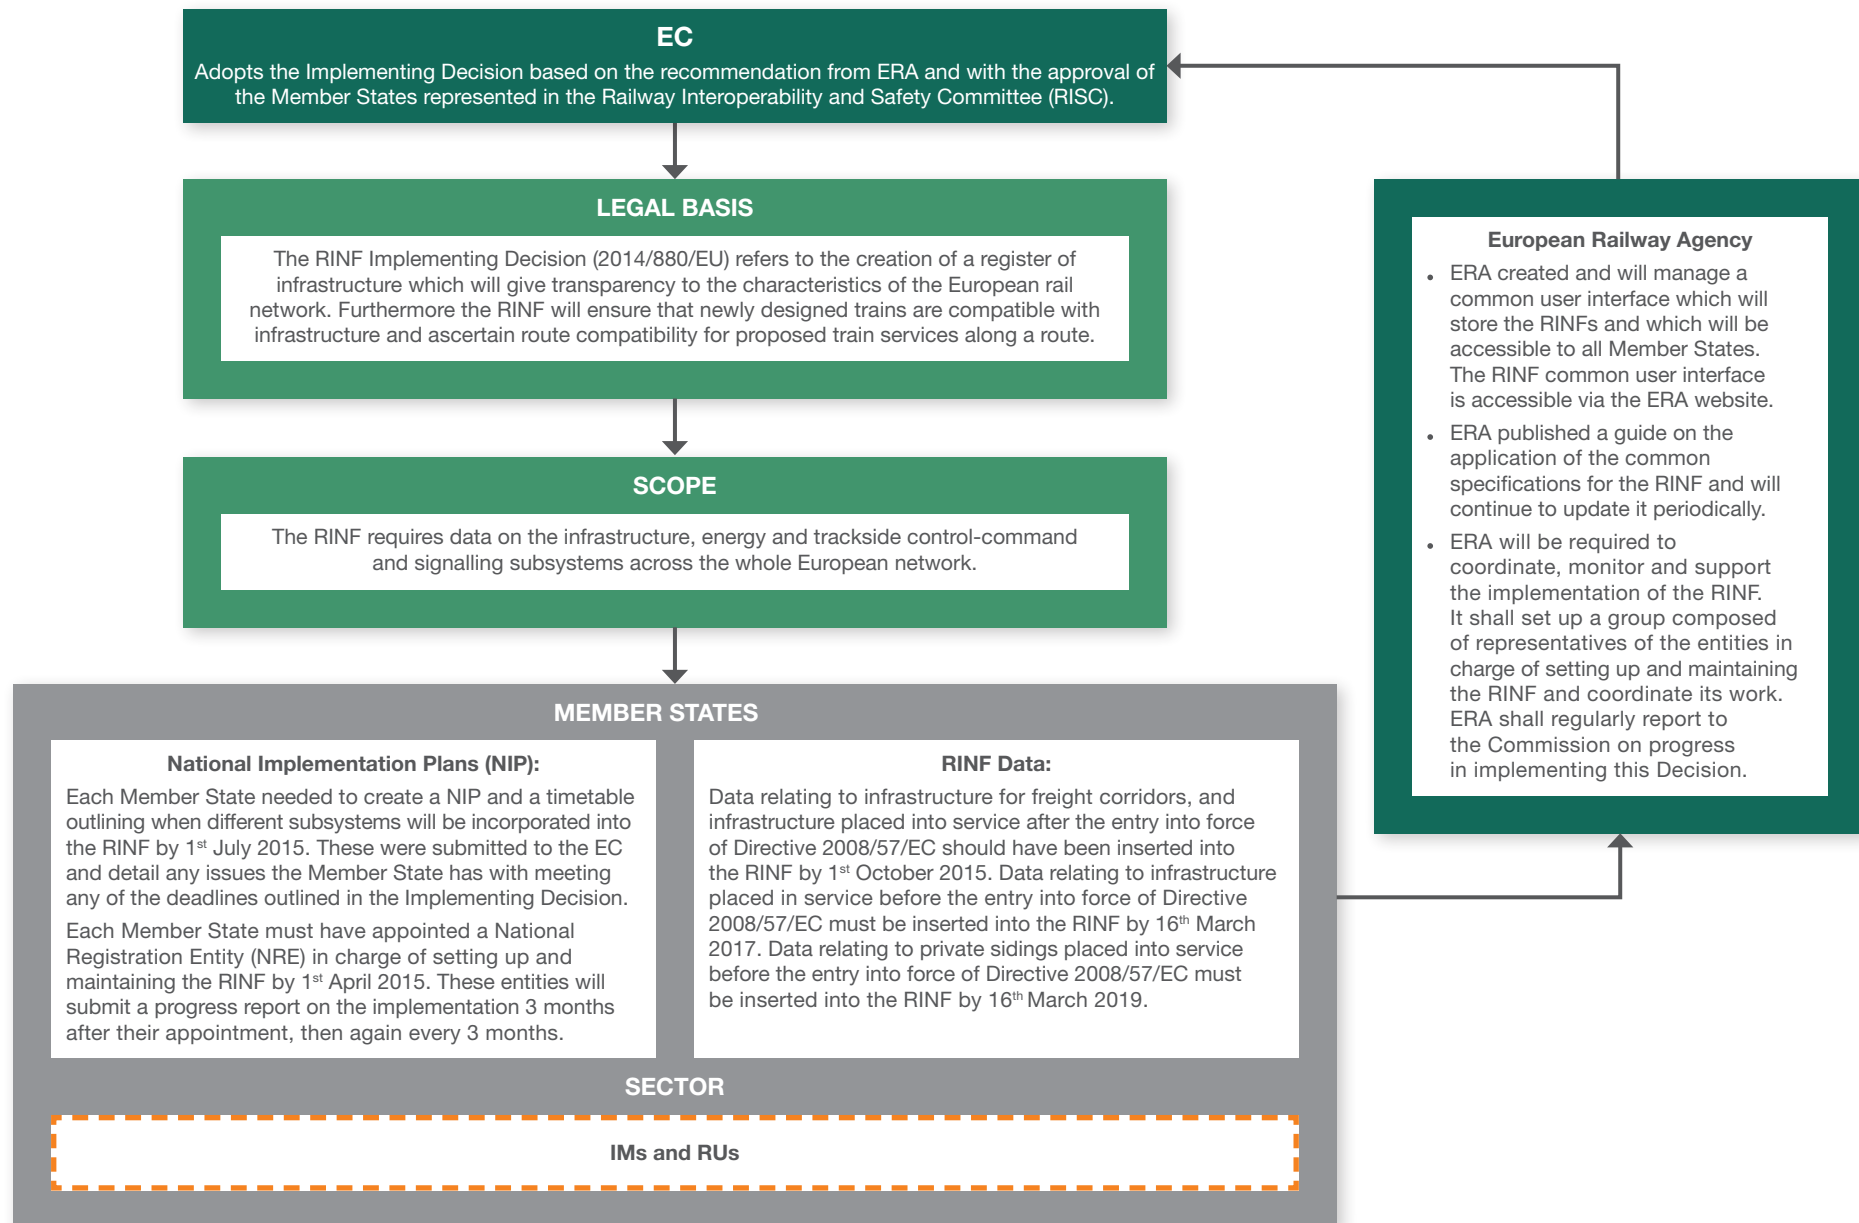 EC
Adopts the Implementing Decision based on the recommendation from ERA and with the approval of
the Member States represented in the Railway Interoperability and Safety Committee (RISC).
LEGAL BASIS
The RINF Implementing Decision (2014/880/EU) refers to the creation of a register of
infrastructure which will give transparency to the characteristics of the European rail
network. Furthermore the RINF will ensure that newly designed trains are compatible with
infrastructure and ascertain route compatibility for proposed train services along a route.
SCOPE
The RINF requires data on the infrastructure, energy and trackside control-command
and signalling subsystems across the whole European network.
MEMBER STATES
National Implementation Plans (NIP):
Each Member State needed to create a NIP and a timetable
outlining when different subsystems will be incorporated into
the RINF by 1st July 2015. These were submitted to the EC
and detail any issues the Member State has with meeting
any of the deadlines outlined in the Implementing Decision.
Each Member State must have appointed a National
Registration Entity (NRE) in charge of setting up and
maintaining the RINF by 1st April 2015. These entities will
submit a progress report on the implementation 3 months
after their appointment, then again every 3 months.
RINF Data:
Data relating to infrastructure for freight corridors, and
infrastructure placed into service after the entry into force
of Directive 2008/57/EC should have been inserted into
the RINF by 1st October 2015. Data relating to infrastructure
placed in service before the entry into force of Directive
2008/57/EC must be inserted into the RINF by 16th March
2017. Data relating to private sidings placed into service
before the entry into force of Directive 2008/57/EC must
be inserted into the RINF by 16th March 2019.
SECTOR
IMs and RUs
European Railway Agency
• ERA created and will manage a
common user interface which will
store the RINFs and which will be
accessible to all Member States.
The RINF common user interface
is accessible via the ERA website.
• ERA published a guide on the
application of the common
specifications for the RINF and will
continue to update it periodically.
• ERA will be required to
coordinate, monitor and support
the implementation of the RINF.
It shall set up a group composed
of representatives of the entities in
charge of setting up and maintaining
the RINF and coordinate its work.
ERA shall regularly report to
the Commission on progress
in implementing this Decision.